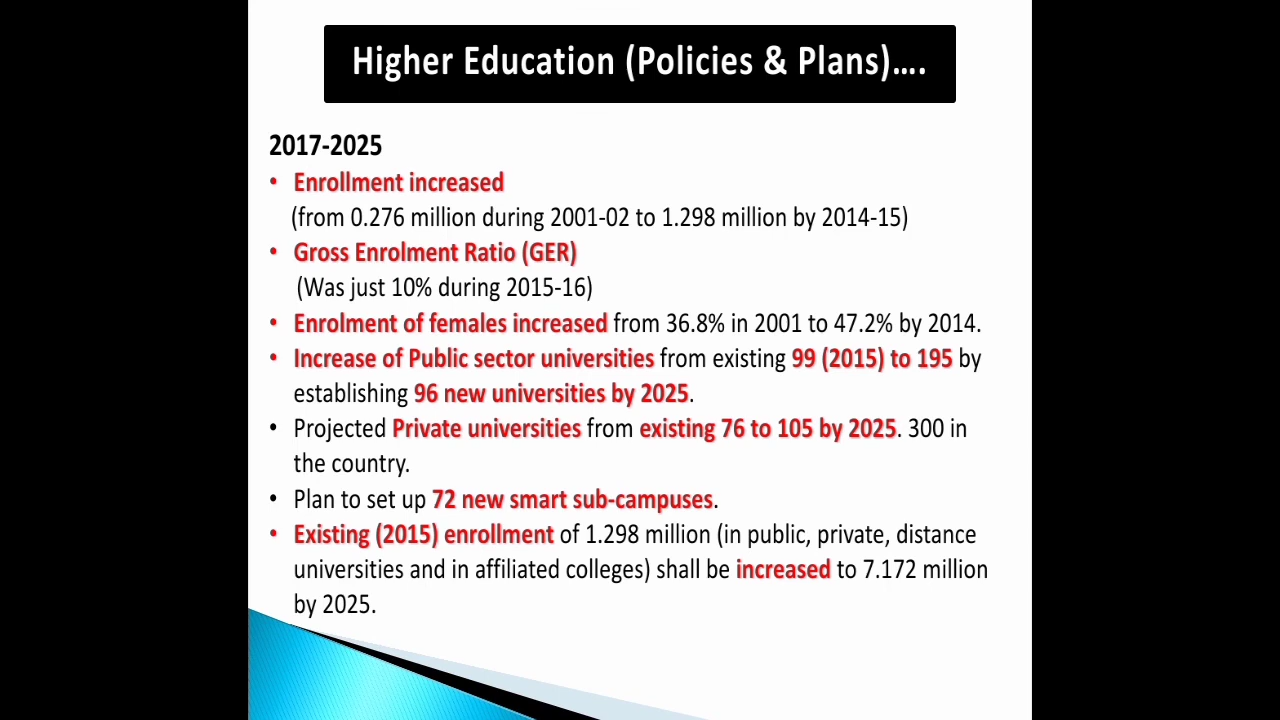 Higher Education (Policies & Plans)....
2017-2025
• Enrollment increased
(from 0.276 million during 2001-02 to 1.298 million by 2014-15)
• Gross Enrolment Ratio (GER)
(Was just 10% during 2015-16)
• Enrolment of females increased from 36.8% in 2001 to 47.2% by 2014.
• Increase of Public sector universities from existing 99 (2015) to 195 by
establishing 96 new universities by 2025.
• Projected Private universities from existing 76 to 105 by 2025. 300 in
the country.
• Plan to set up 72 new smart sub-campuses.
• Existing (2015) enrollment of 1.298 million (in public, private, distance
universities and in affiliated colleges) shall be increased to 7.172 million
by 2025.